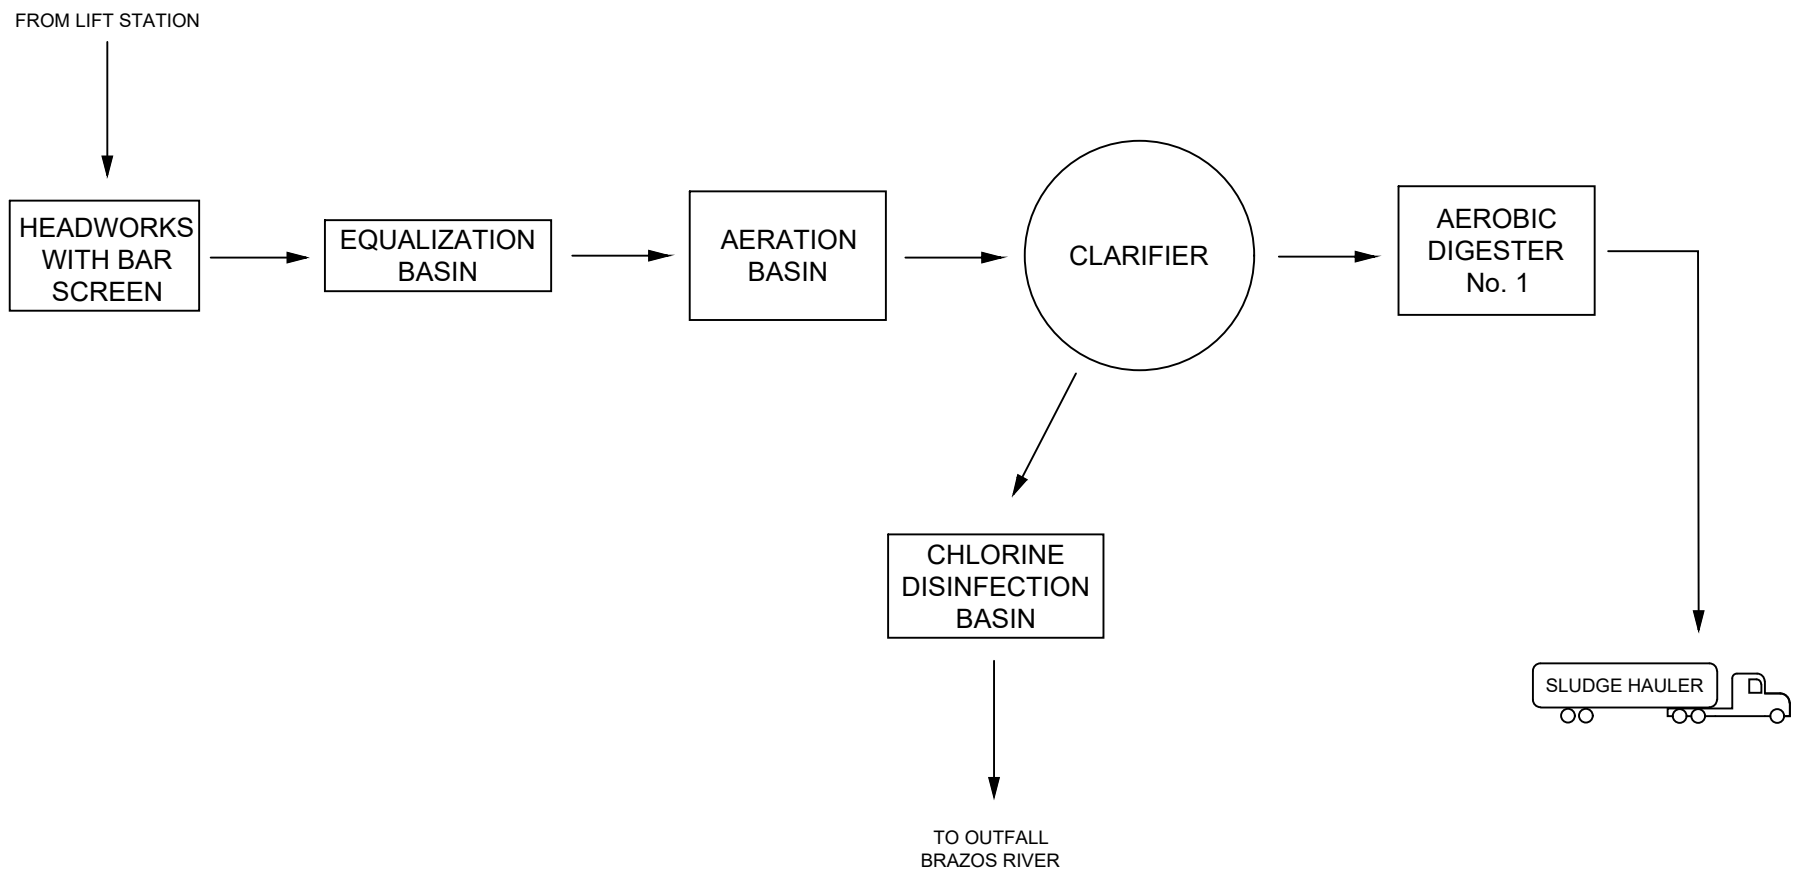 FROM LIFT STATION
HEADWORKS
WITH BAR
SCREEN
EQUALIZATION
BASIN
AERATION
BASIN
CLARIFIER
AEROBIC
DIGESTER
No. 1
CHLORINE
DISINFECTION
BASIN
SLUDGE HAULER
TO OUTFALL
BRAZOS RIVER